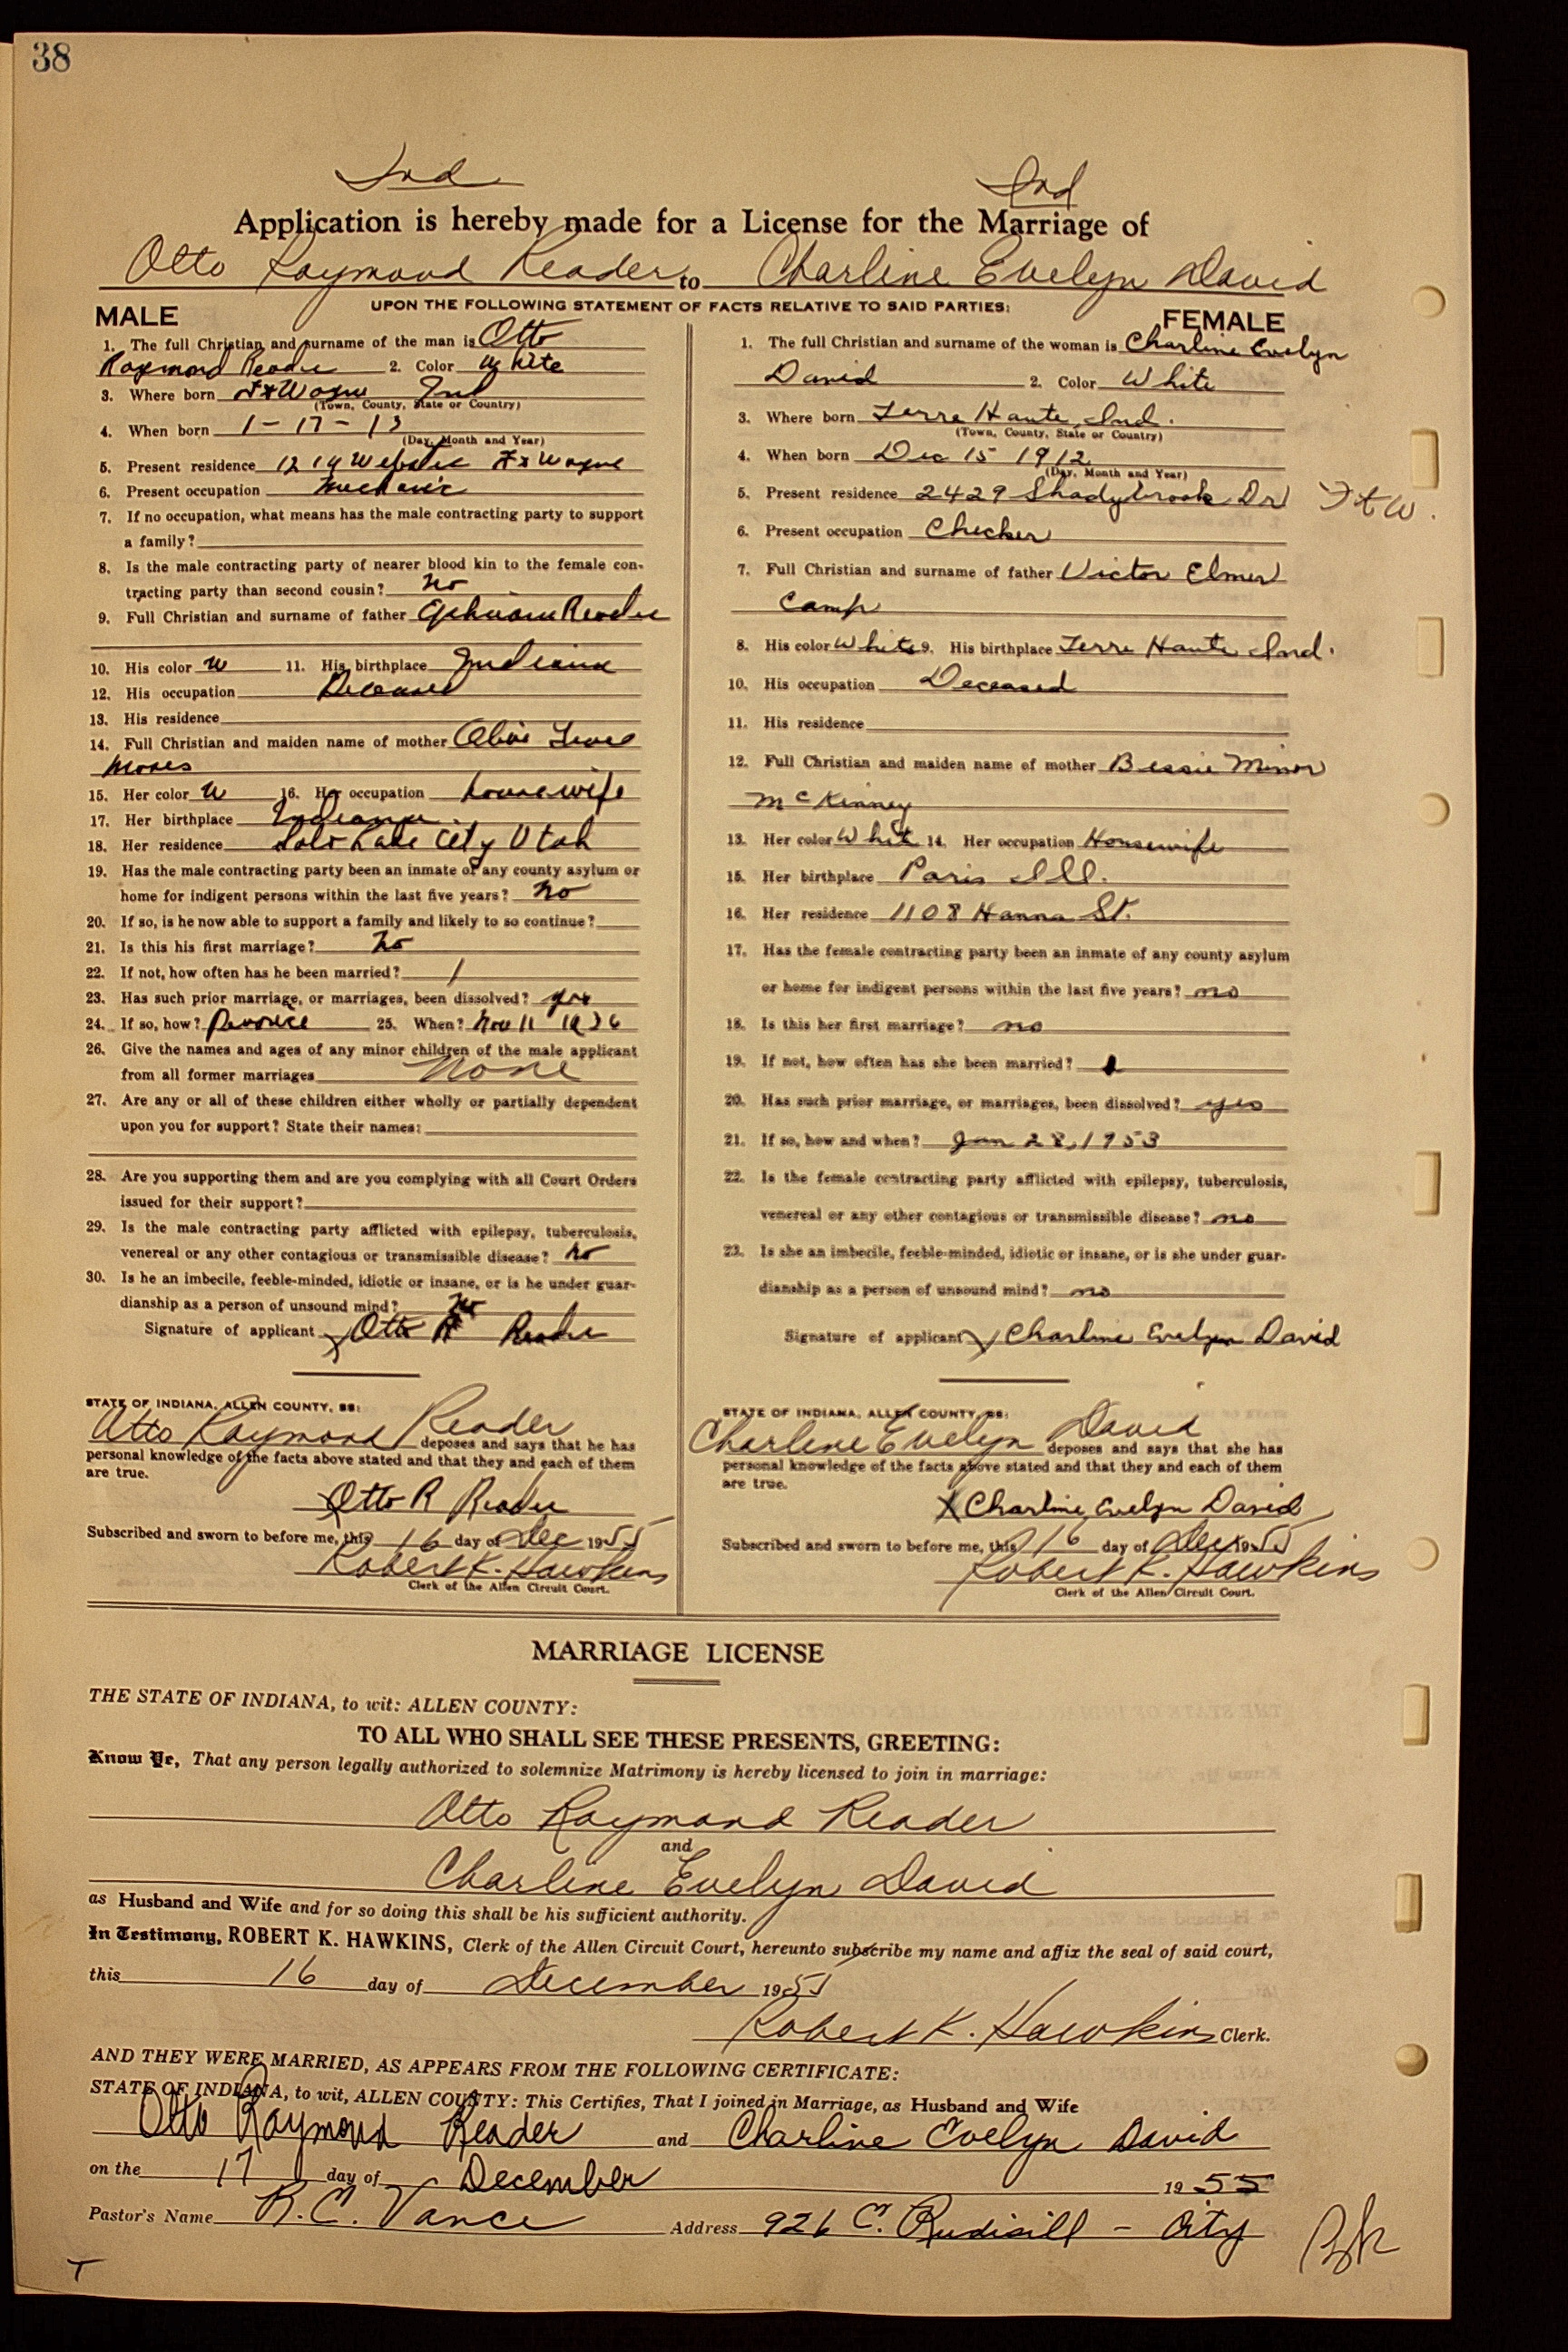 38
Ind Ind
Application is hereby made for a License for the Marriage of
Otto Raymond Reader to Charline Evelyn David
UPON THE FOLLOWING STATEMENT OF FACTS RELATIVE TO SAID PARTIES:
MALE
1. The full Christian and surname of the man is Otto
Raymond Reader 2. Color White
3. Where born Ft Wayne Ind
(Town, County, State or Country)
4. When born 1-17-13
(Day, Month and Year)
5. Present residence 1219 Webster Ft Wayne
6. Present occupation Mechanic
7. If no occupation, what means has the male contracting party to support
a family?
8. Is the male contracting party of nearer blood kin to the female con-
tracting party than second cousin? no
9. Full Christian and surname of father Ephriam Reader
10. His color W 11. His birthplace Indiana
12. His occupation Deceased
13. His residence
14. Full Christian and maiden name of mother
15. Her color W 16. Her occupation housewife
17. Her birthplace Indiana
18. Her residence Salt Lake City Utah
19. Has the male contracting party been an inmate of any county asylum or
home for indigent persons within the last five years? no
20. If so, is he now able to support a family and likely to so continue?
21. Is this his first marriage? no
22. If not, how often has he been married? 1
23. Has such prior marriage, or marriages, been dissolved? yes
24. If so, how? Divorce 25. When? Nov 11
26. Give the names and ages of any minor children of the male applicant
from all former marriages None
27. Are any or all of these children either wholly or partially dependent
upon you for support? State their names:
28. Are you supporting them and are you complying with all Court Orders
issued for their support?
29. Is the male contracting party afflicted with epilepsy, tuberculosis,
venereal or any other contagious or transmissible disease? no
30. Is he an imbecile, feeble-minded, idiotic or insane, or is he under guar-
dianship as a person of unsound mind? no
Signature of applicant X Otto R Reader
STATE OF INDIANA, ALLEN COUNTY, SS:
Otto Raymond Reader deposes and says that he has
personal knowledge of the facts above stated and that they and each of them
are true.
X Otto R Reader
Subscribed and sworn to before me, this 16 day of Dec 1955
Robert K. Hawkins
Clerk of the Allen Circuit Court.
FEMALE
1. The full Christian and surname of the woman is Charline Evelyn
David 2. Color White
3. Where born Terre Haute, Ind.
(Town, County, State or Country)
4. When born Dec 15 1912
(Day, Month and Year)
5. Present residence 2429 Shadybrook Dr Ft W.
6. Present occupation Checker
7. Full Christian and surname of father Victor Elmer
Camp
8. His color White 9. His birthplace Terre Haute Ind.
10. His occupation Deceased
11. His residence
12. Full Christian and maiden name of mother Bessie Minor
McKinney
13. Her color White 14. Her occupation Housewife
15. Her birthplace Paris Ill.
16. Her residence 1108 Hanna St.
17. Has the female contracting party been an inmate of any county asylum
or home for indigent persons within the last five years? no
18. Is this her first marriage? no
19. If not, how often has she been married? 1
20. Has such prior marriage, or marriages, been dissolved? yes
21. If so, how and when? Jan 28, 1953
22. Is the female contracting party afflicted with epilepsy, tuberculosis,
venereal or any other contagious or transmissible disease? no
23. Is she an imbecile, feeble-minded, idiotic or insane, or is she under guar-
dianship as a person of unsound mind? no
Signature of applicant X Charline Evelyn David
STATE OF INDIANA, ALLEN COUNTY, SS:
Charline Evelyn David deposes and says that she has
personal knowledge of the facts above stated and that they and each of them
are true.
X Charline Evelyn David
Subscribed and sworn to before me, this 16 day of Dec 1955
Robert K. Hawkins
Clerk of the Allen Circuit Court.
MARRIAGE LICENSE
THE STATE OF INDIANA, to wit: ALLEN COUNTY:
TO ALL WHO SHALL SEE THESE PRESENTS, GREETING:
Know Ye, That any person legally authorized to solemnize Matrimony is hereby licensed to join in marriage:
Otto Raymond Reader
and
Charline Evelyn David
as Husband and Wife and for so doing this shall be his sufficient authority.
In Testimony, ROBERT K. HAWKINS, Clerk of the Allen Circuit Court, hereunto subscribe my name and affix the seal of said court,
this 16 day of December 1955
Robert K. Hawkins Clerk.
AND THEY WERE MARRIED, AS APPEARS FROM THE FOLLOWING CERTIFICATE:
STATE OF INDIANA, to wit, ALLEN COUNTY: This Certifies, That I joined in Marriage, as Husband and Wife
Otto Raymond Reader and Charline Evelyn David
on the 17 day of December 1955
Pastor's Name R.C. Vance Address 926 E. Rudisill - City